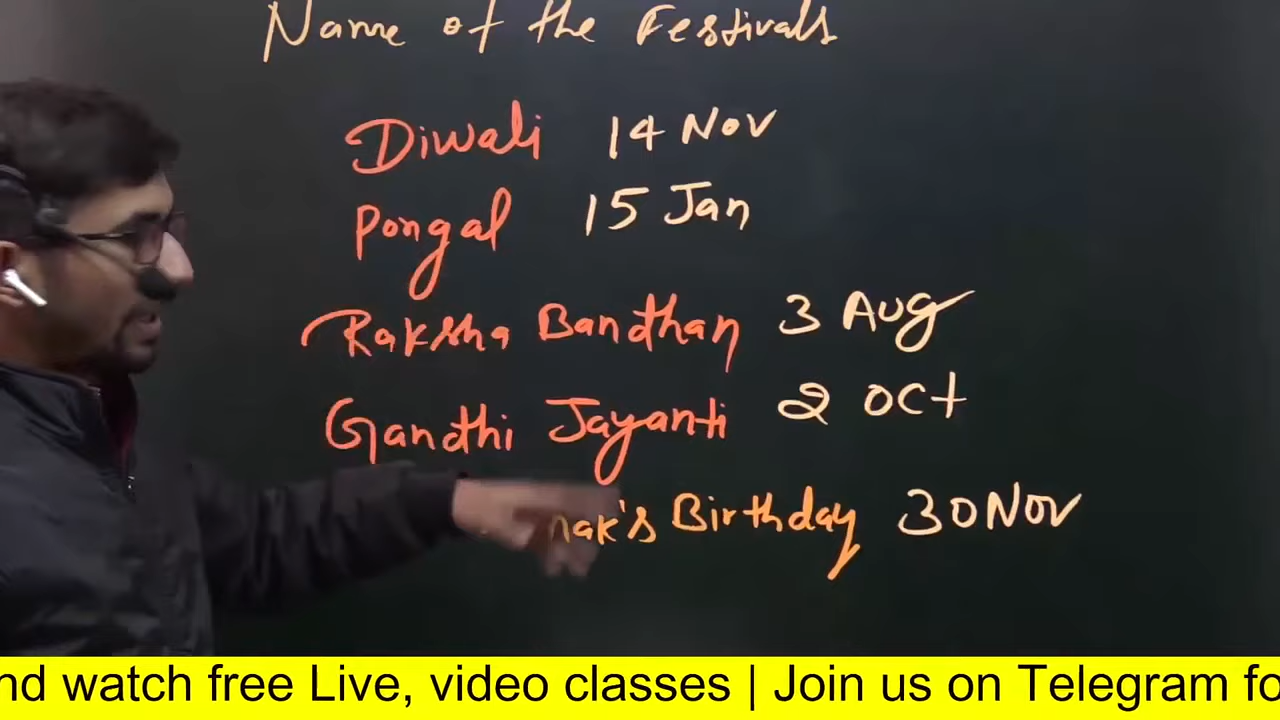 Name of the Festivals
Diwali 14 Nov
Pongal 15 Jan
Raksha Bandhan 3 Aug
Gandhi Jayanti 2 Oct
nak's Birthday 30 Nov
nd watch free Live, video classes | Join us on Telegram fo